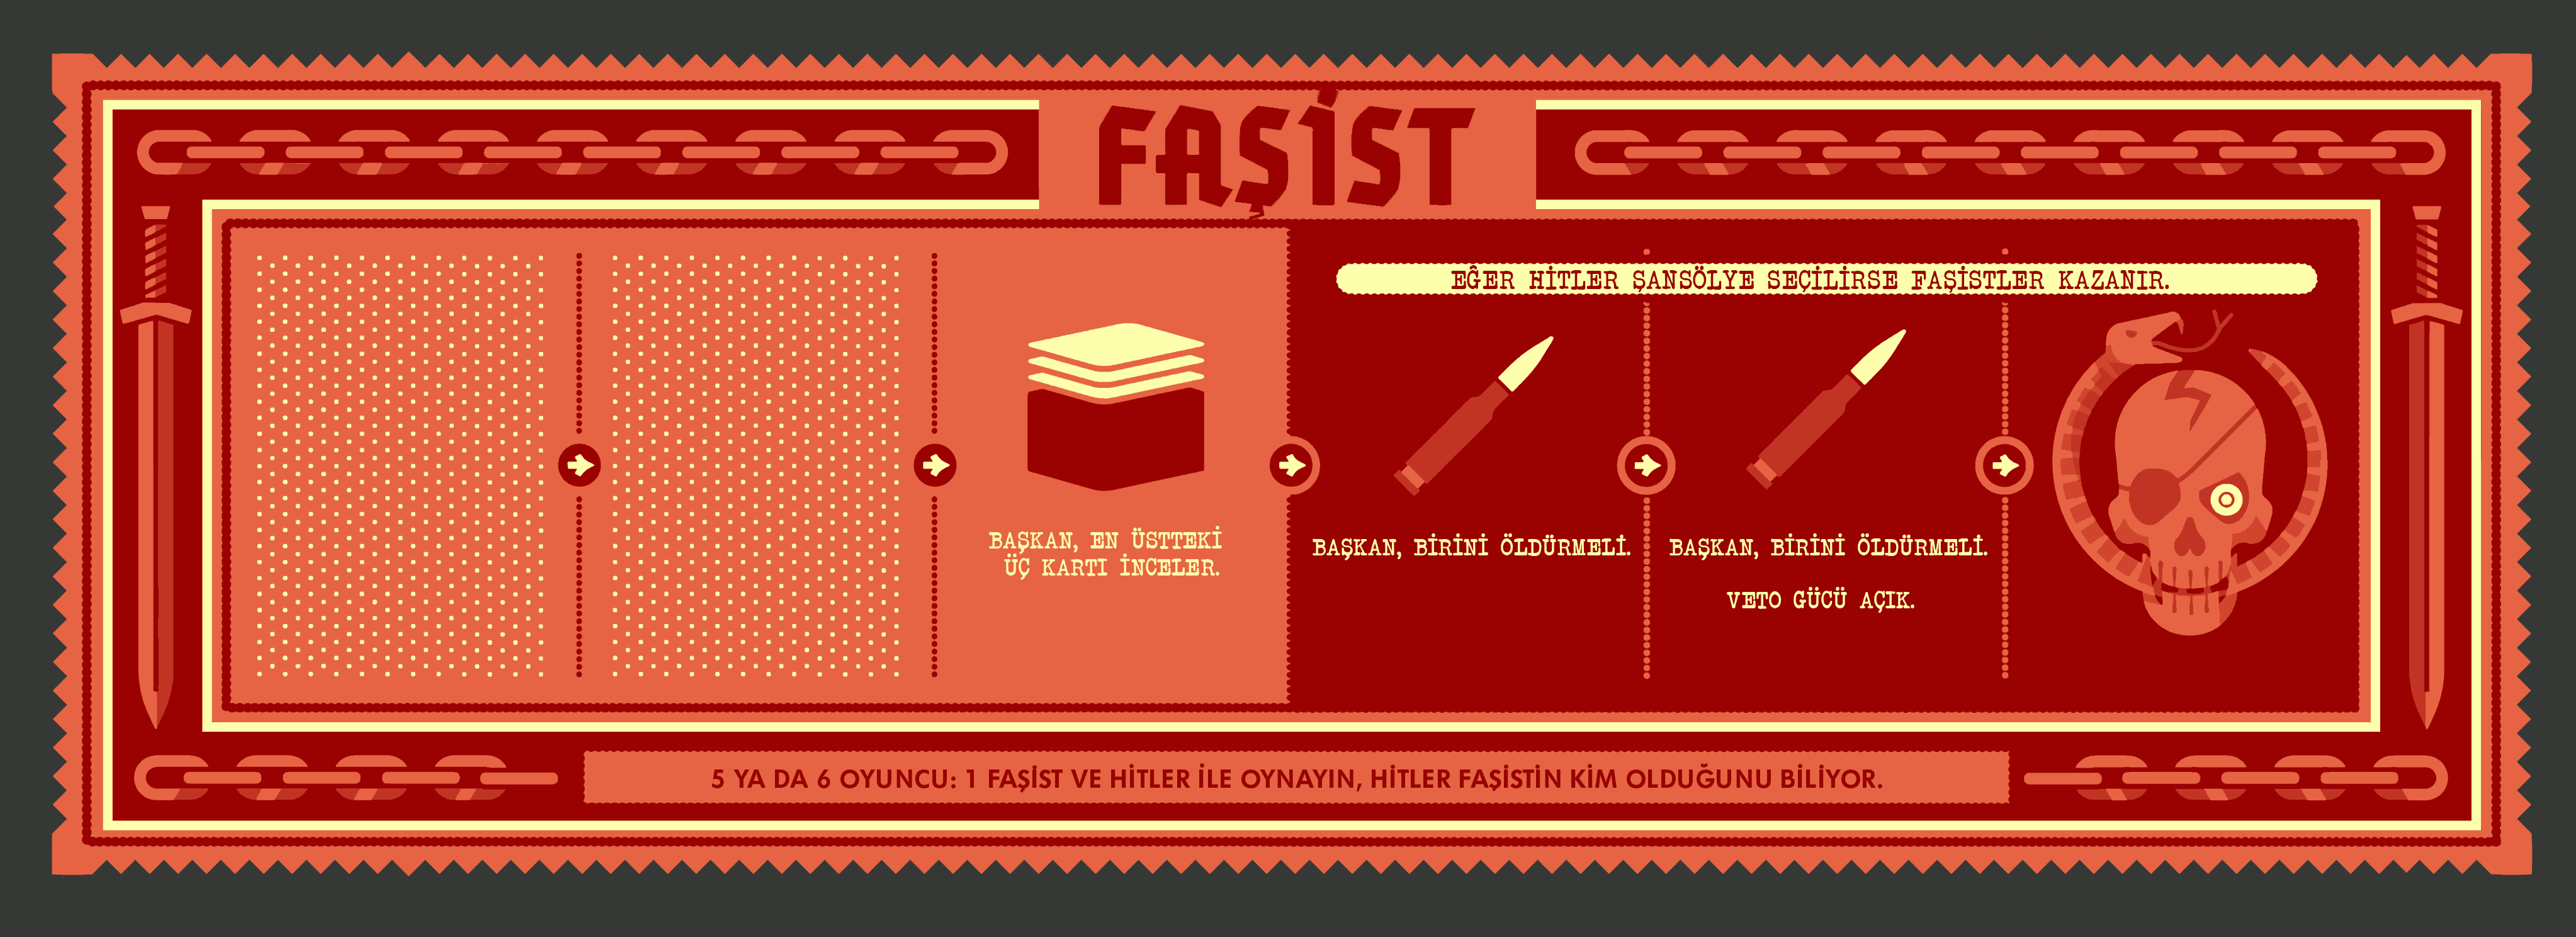 FAŞİST
EĞER HİTLER ŞANSÖLYE SEÇİLİRSE FAŞİSTLER KAZANIR.
BAŞKAN, EN ÜSTTEKİ
ÜÇ KARTI İNCELER.
BAŞKAN, BİRİNİ ÖLDÜRMELİ.
BAŞKAN, BİRİNİ ÖLDÜRMELİ.
VETO GÜCÜ AÇIK.
5 YA DA 6 OYUNCU: 1 FAŞİST VE HİTLER İLE OYNAYIN, HİTLER FAŞİSTİN KİM OLDUĞUNU BİLİYOR.